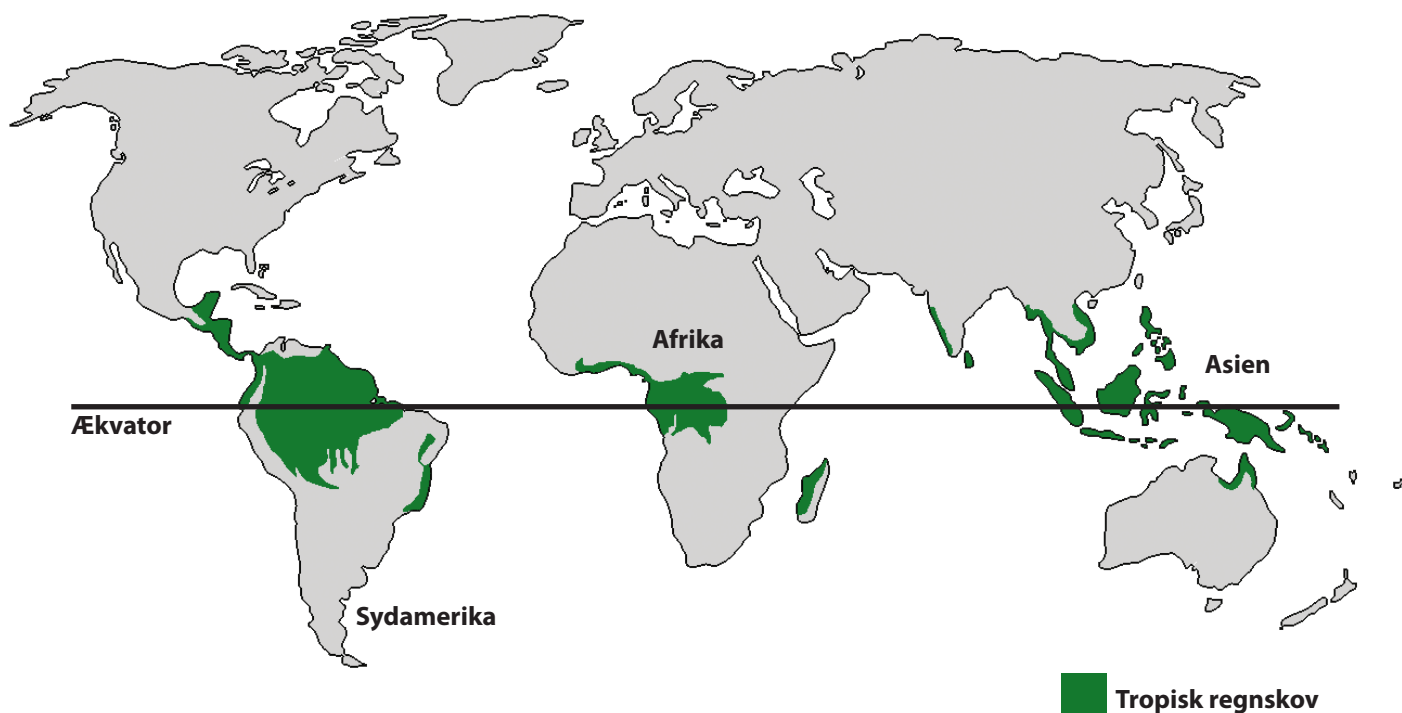 Afrika
Asien
Ækvator
Sydamerika
Tropisk regnskov